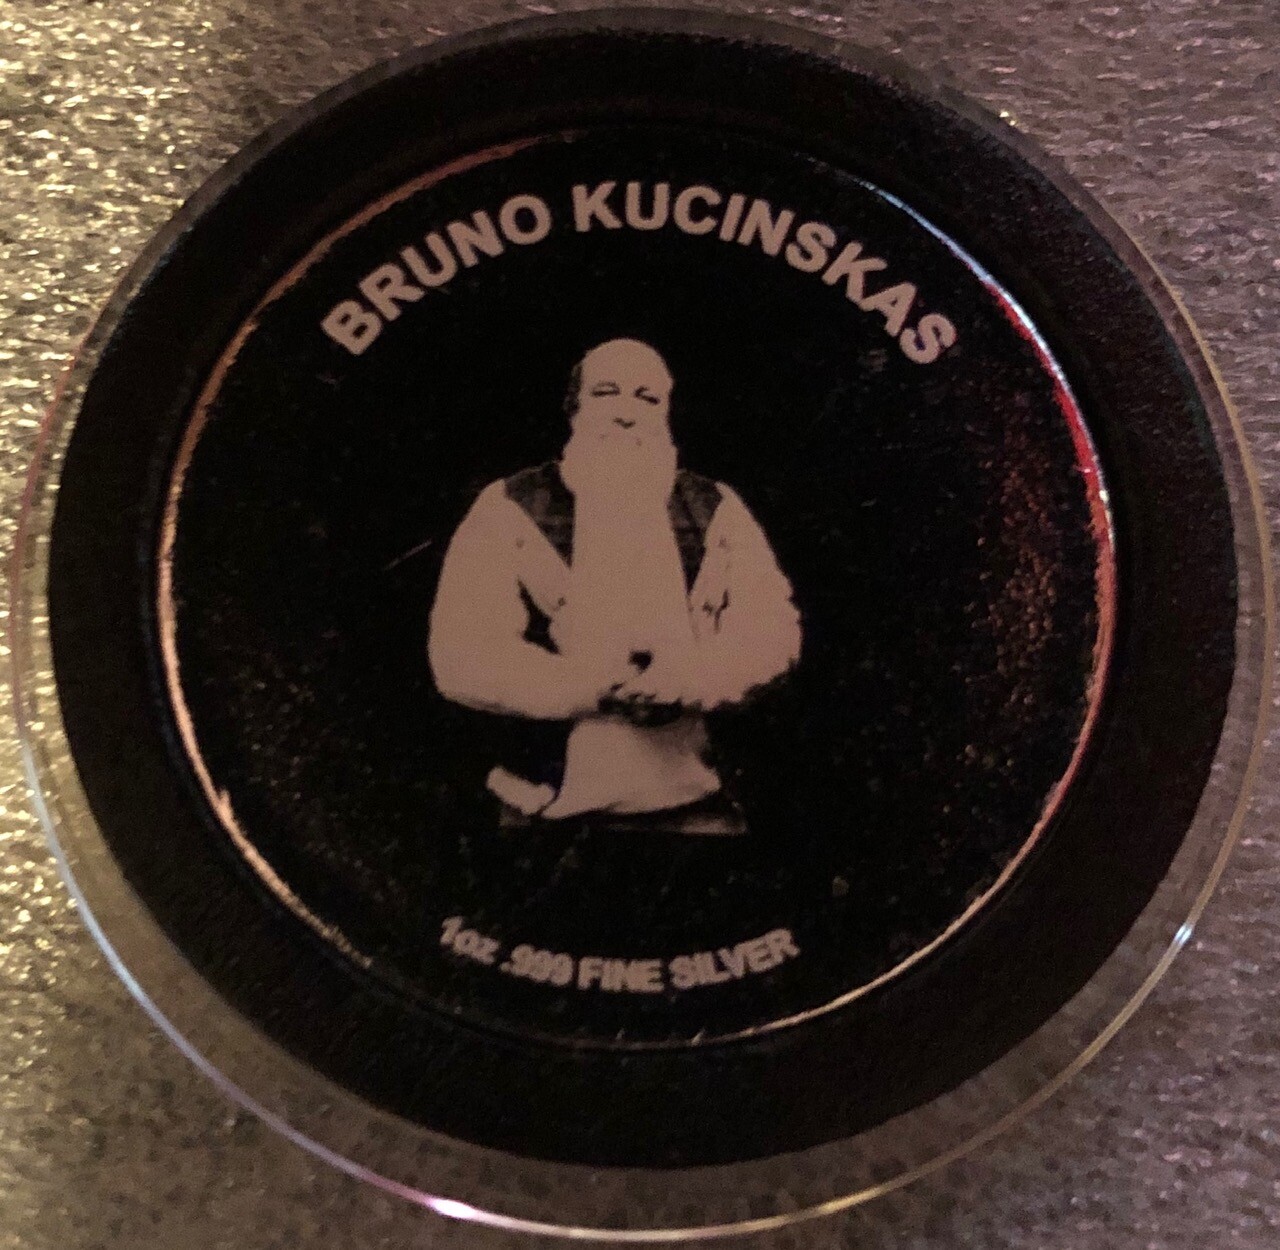 BRUNO KUCINSKAS
1oz .999 FINE SILVER